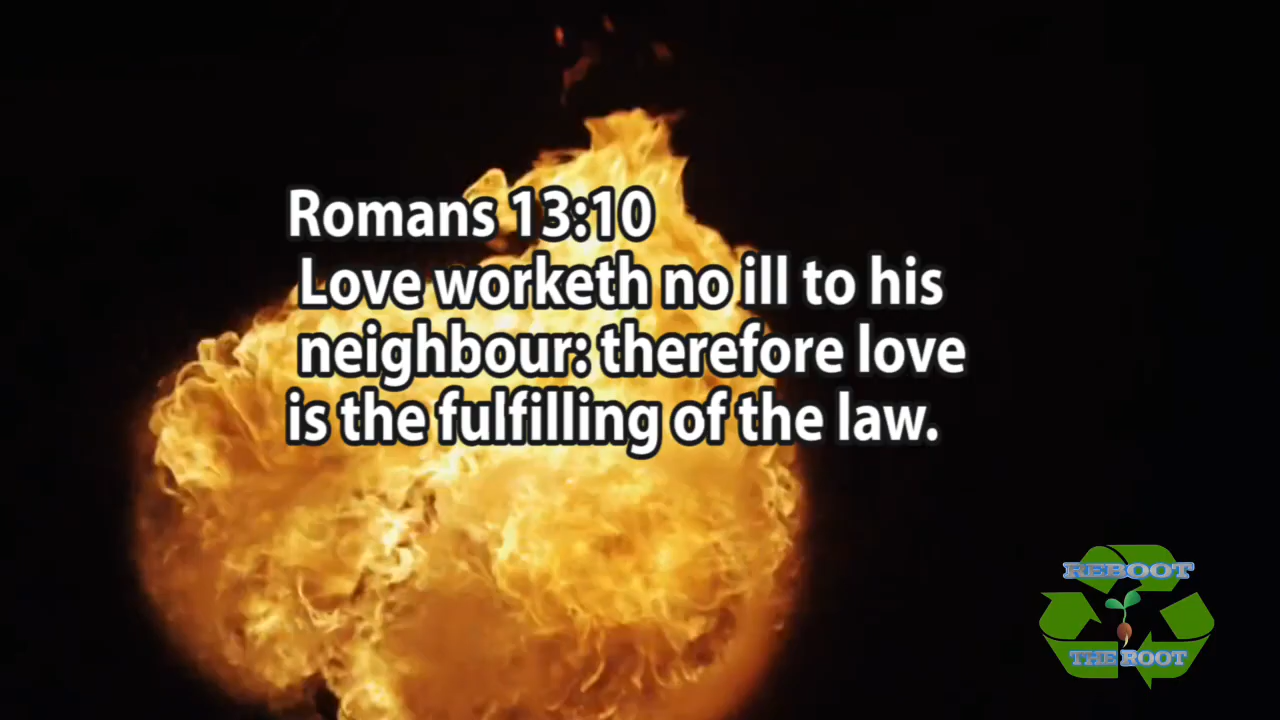 Romans 13:10
Love worketh no ill to his
neighbour: therefore love
is the fulfilling of the law.
REBOOT
THE ROOT